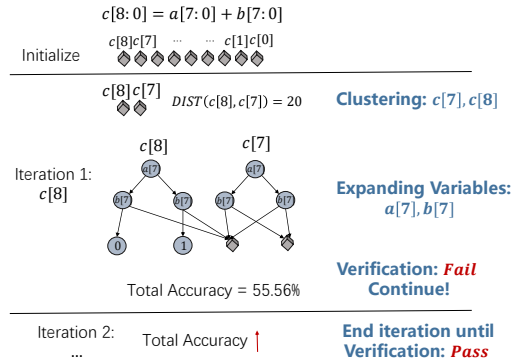 c[8:0] = a[7:0] + b[7:0]
c[8]c[7] ... ... c[1]c[0]
Initialize
c[8]c[7]
DIST(c[8], c[7]) = 20
Clustering: c[7], c[8]
Iteration 1:
c[8]
c[8] c[7]
a[7] a[7]
b[7] b[7] b[7] b[7]
0 1
Expanding Variables:
a[7], b[7]
Total Accuracy = 55.56%
Verification: Fail
Continue!
Iteration 2:
...
Total Accuracy ↑
End iteration until
Verification: Pass